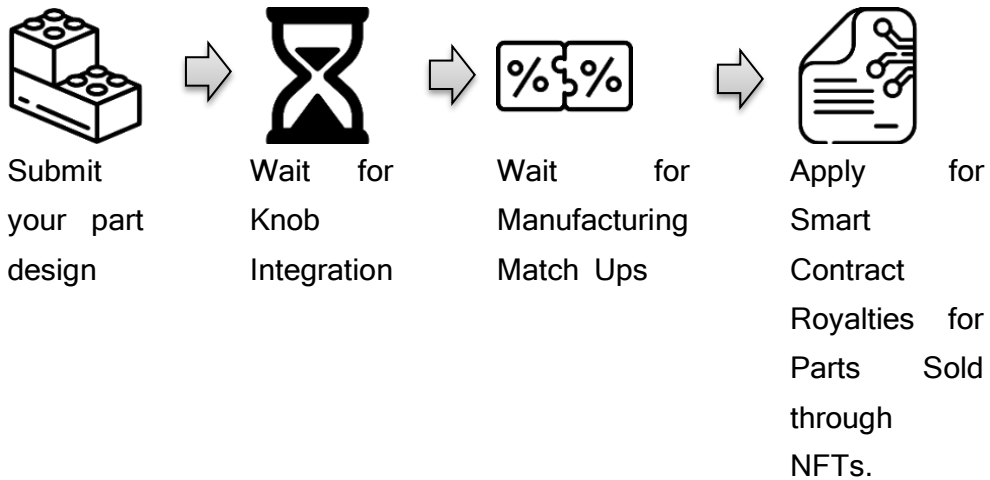 Submit
your part
design
Wait for
Knob
Integration
% %
Wait for
Manufacturing
Match Ups
Apply for
Smart
Contract
Royalties for
Parts Sold
through
NFTs.